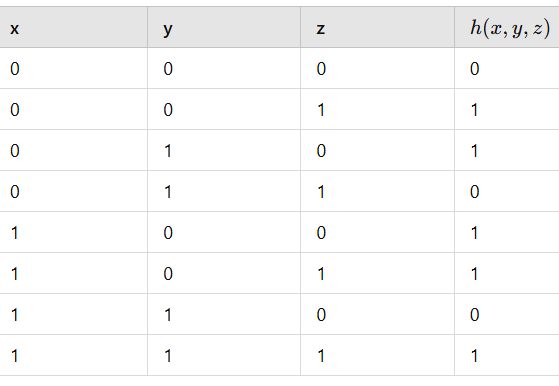 x y z h(x, y, z)
0 0 0 0
0 0 1 1
0 1 0 1
0 1 1 0
1 0 0 1
1 0 1 1
1 1 0 0
1 1 1 1